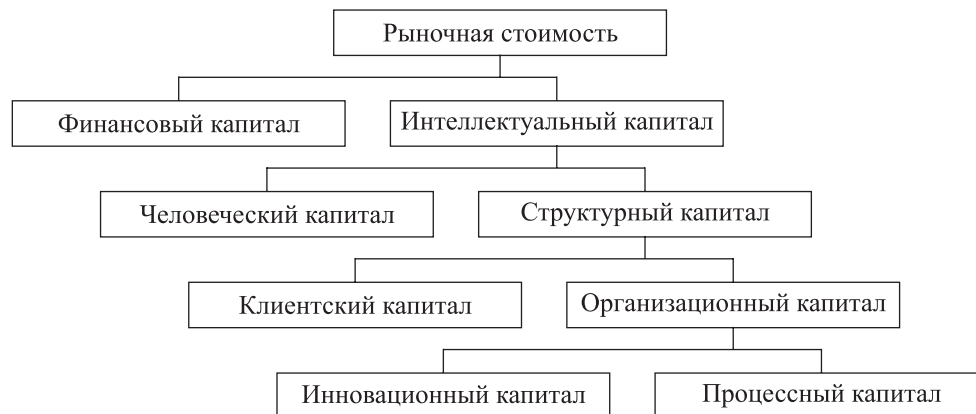 Рыночная стоимость
Финансовый капитал
Интеллектуальный капитал
Человеческий капитал
Структурный капитал
Клиентский капитал
Организационный капитал
Инновационный капитал
Процессный капитал